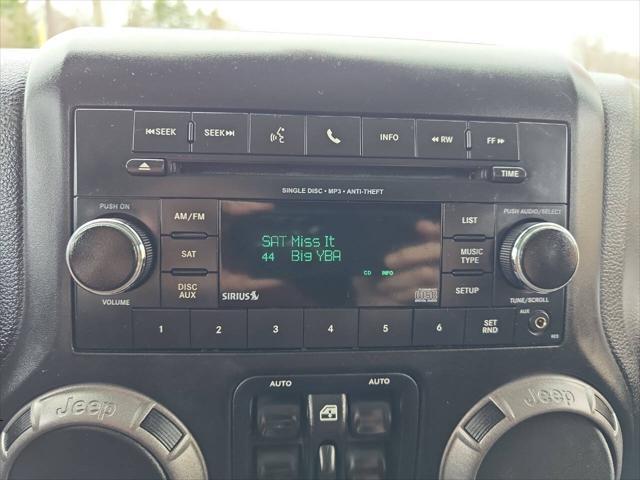 SEEK
SEEK
INFO
RW
FF
TIME
SINGLE DISC • MP3 • ANTI-THEFT
PUSH ON
VOLUME
AM/FM
SAT
DISC AUX
SAT Miss It
44 Big YBA
CD INFO
SIRIUS
LIST
MUSIC TYPE
SETUP
PUSH AUDIO/SELECT
TUNE/SCROLL
1 2 3 4 5 6
SET RND
AUX
AUTO AUTO
Jeep Jeep